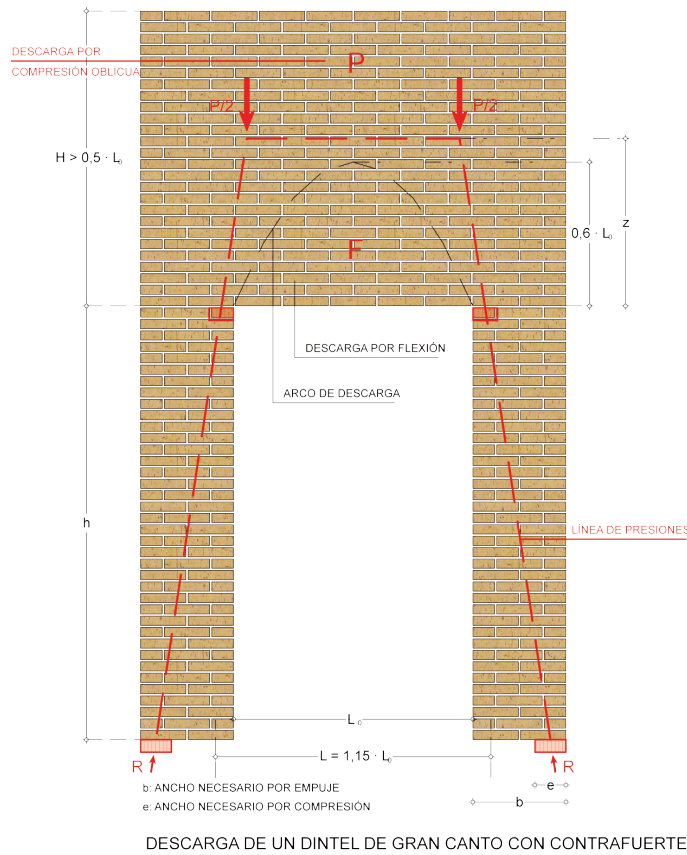 DESCARGA POR
COMPRESIÓN OBLÍCUA
P
P/2
P/2
H > 0,5 · L₀
0,6 · L₀
z
F
DESCARGA POR FLEXIÓN
ARCO DE DESCARGA
h
LÍNEA DE PRESIONES
L₀
L = 1,15 · L₀
R
R
e
b
b: ANCHO NECESARIO POR EMPUJE
e: ANCHO NECESARIO POR COMPRESIÓN
DESCARGA DE UN DINTEL DE GRAN CANTO CON CONTRAFUERTE